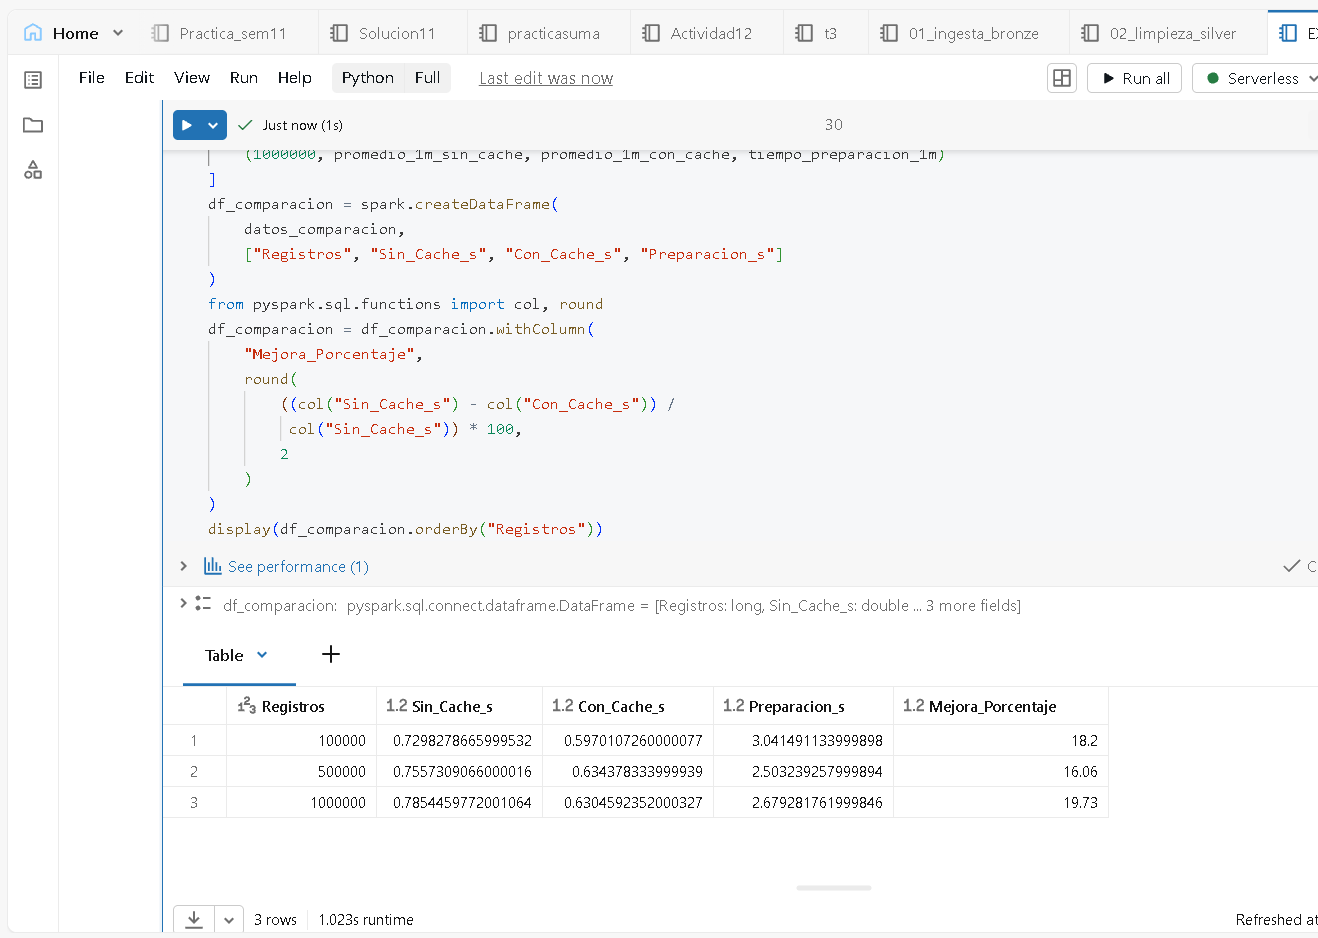 Home Practica_sem11 Solucion11 practicasuma Actividad12 t3 01_ingesta_bronze 02_limpieza_silver
File Edit View Run Help Python Full Last edit was now Run all Serverless
Just now (1s) 30
(1000000, promedio_1m_sin_cache, promedio_1m_con_cache, tiempo_preparacion_1m)
]
df_comparacion = spark.createDataFrame(
datos_comparacion,
["Registros", "Sin_Cache_s", "Con_Cache_s", "Preparacion_s"]
)
from pyspark.sql.functions import col, round
df_comparacion = df_comparacion.withColumn(
"Mejora_Porcentaje",
round(
((col("Sin_Cache_s") - col("Con_Cache_s")) /
col("Sin_Cache_s")) * 100,
2
)
)
display(df_comparacion.orderBy("Registros"))
See performance (1)
df_comparacion: pyspark.sql.connect.dataframe.DataFrame = [Registros: long, Sin_Cache_s: double ... 3 more fields]
Table +
1 2 3 Registros 1.2 Sin_Cache_s 1.2 Con_Cache_s 1.2 Preparacion_s 1.2 Mejora_Porcentaje
1 100000 0.7298278665999532 0.5970107260000077 3.041491133999898 18.2
2 500000 0.7557309066000016 0.634378333999939 2.503239257999894 16.06
3 1000000 0.7854459772001064 0.6304592352000327 2.679281761999846 19.73
3 rows 1.023s runtime Refreshed